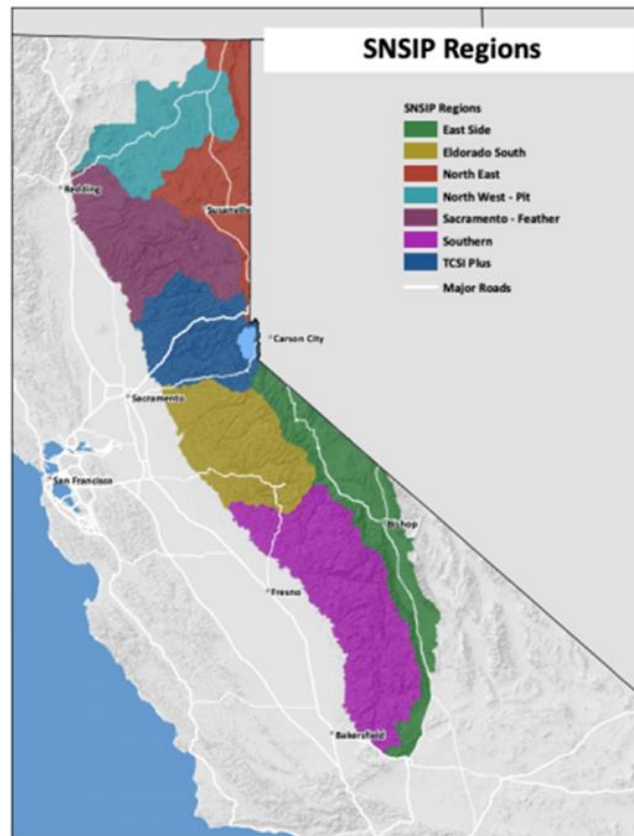 SNSIP Regions
SNSIP Regions
East Side
Eldorado South
North East
North West - Pit
Sacramento - Feather
Southern
TCSI Plus
Major Roads
Redding
Susanville
Carson City
Sacramento
San Francisco
Bishop
Fresno
Bakersfield